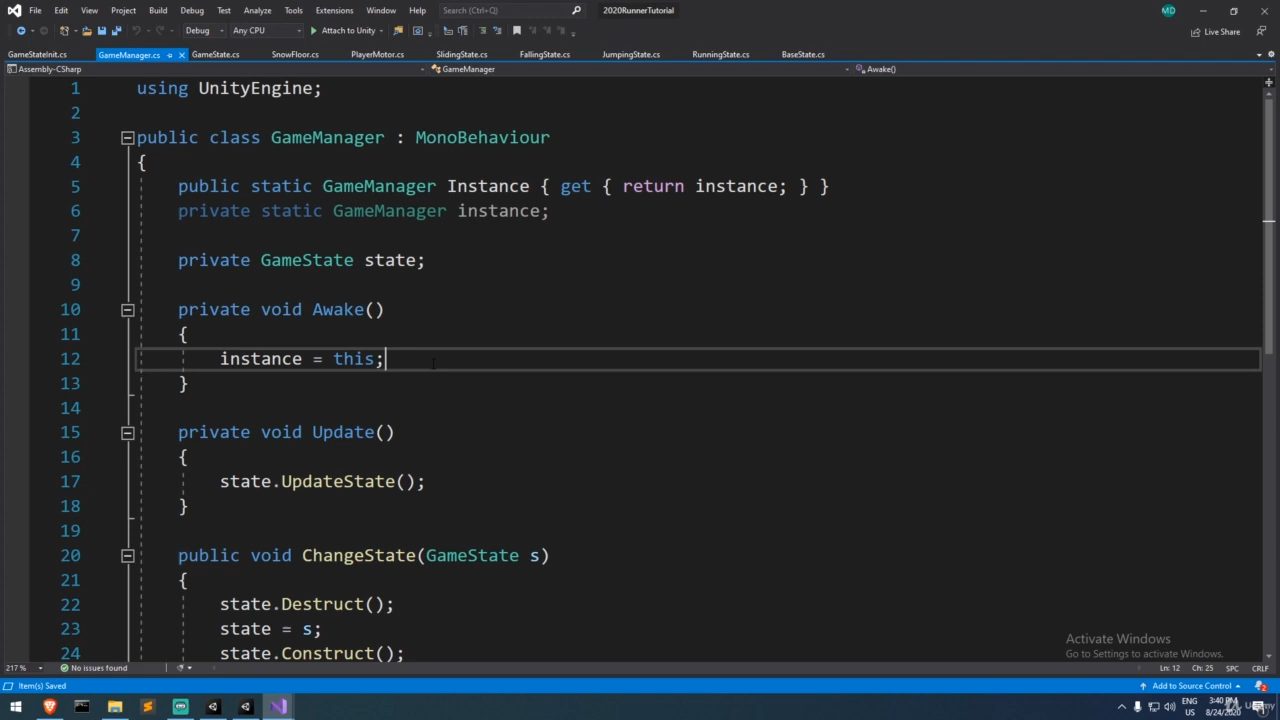 File Edit View Project Build Debug Test Analyze Tools Extensions Window Help Search (Ctrl+Q) 2020RunnerTutorial MD
Debug Any CPU Attach to Unity Live Share
GameStateInit.cs GameManager.cs GameState.cs SnowFloor.cs PlayerMotor.cs SlidingState.cs FallingState.cs JumpingState.cs RunningState.cs BaseState.cs
Assembly-CSharp GameManager Awake()
1 using UnityEngine;
2
3 public class GameManager : MonoBehaviour
4 {
5 public static GameManager Instance { get { return instance; } }
6 private static GameManager instance;
7
8 private GameState state;
9
10 private void Awake()
11 {
12 instance = this;
13 }
14
15 private void Update()
16 {
17 state.UpdateState();
18 }
19
20 public void ChangeState(GameState s)
21 {
22 state.Destruct();
23 state = s;
24 state.Construct();
Activate Windows
Go to Settings to activate Windows.
217 % No issues found Ln: 12 Ch: 25 SPC CRLF
Item(s) Saved Add to Source Control 2
ENG 3:40 PM
US 8/24/2020
Udemy